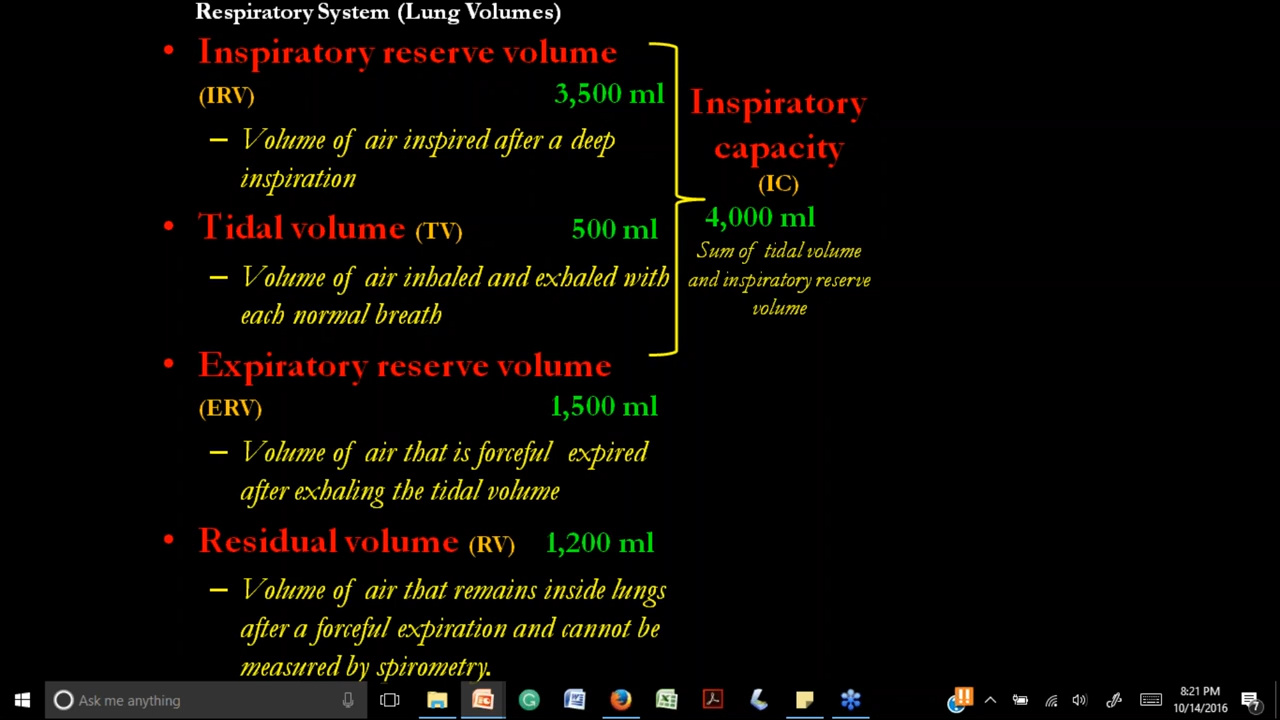 Respiratory System (Lung Volumes)
• Inspiratory reserve volume
(IRV) 3,500 ml
– Volume of air inspired after a deep
inspiration
• Tidal volume (TV) 500 ml
– Volume of air inhaled and exhaled with
each normal breath
• Expiratory reserve volume
(ERV) 1,500 ml
– Volume of air that is forceful expired
after exhaling the tidal volume
• Residual volume (RV) 1,200 ml
– Volume of air that remains inside lungs
after a forceful expiration and cannot be
measured by spirometry.
Inspiratory
capacity
(IC)
4,000 ml
Sum of tidal volume
and inspiratory reserve
volume
Ask me anything
8:21 PM
10/14/2016
7